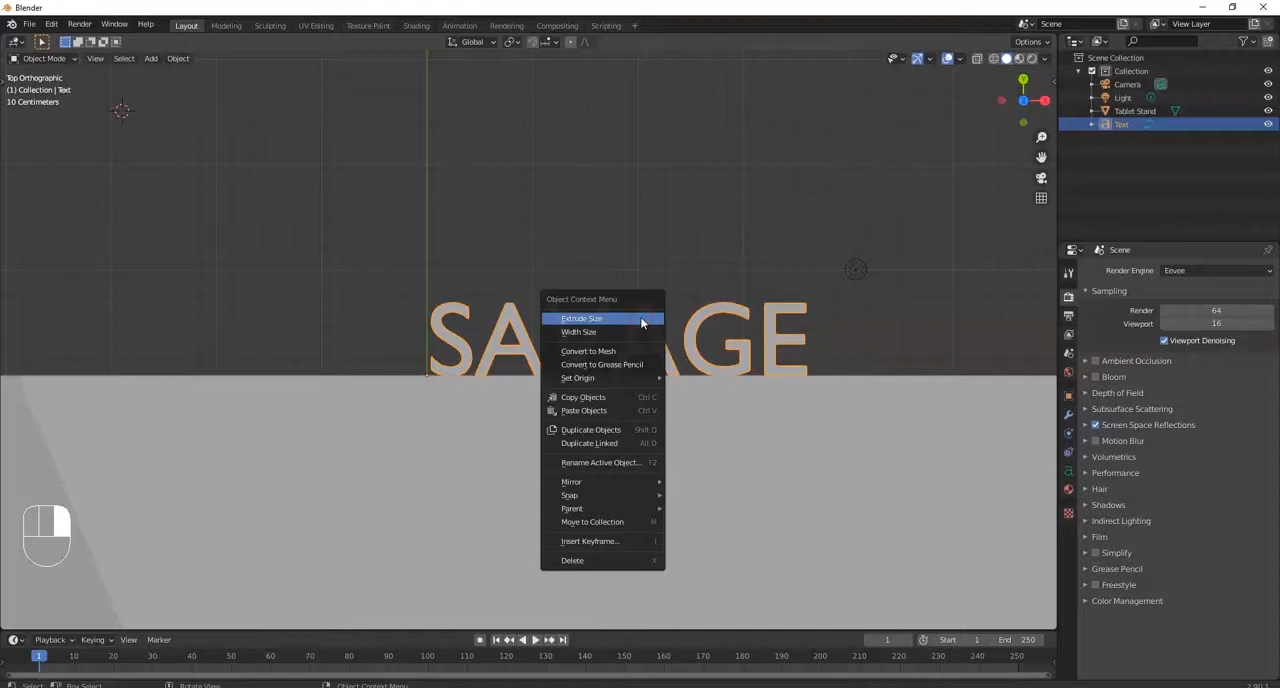 Blender
File Edit Render Window Help Layout Modeling Sculpting UV Editing Texture Paint Shading Animation Rendering Compositing Scripting + Scene View Layer
Global Options
Object Mode View Select Add Object
Top Orthographic
(1) Collection | Text
10 Centimeters
Scene Collection
Collection
Camera
Light
Tablet Stand
Text
Y
X
Z
SA AGE
Object Context Menu
Extrude Size
Width Size
Convert to Mesh
Convert to Grease Pencil
Set Origin
Copy Objects Ctrl C
Paste Objects Ctrl V
Duplicate Objects Shift D
Duplicate Linked Alt D
Rename Active Object... F2
Mirror
Snap
Parent
Move to Collection M
Insert Keyframe... I
Delete X
Scene
Render Engine Eevee
Sampling
Render 64
Viewport 16
Viewport Denoising
Ambient Occlusion
Bloom
Depth of Field
Subsurface Scattering
Screen Space Reflections
Motion Blur
Volumetrics
Performance
Hair
Shadows
Indirect Lighting
Film
Simplify
Grease Pencil
Freestyle
Color Management
Playback Keying View Marker 1 Start 1 End 250
1 10 20 30 40 50 60 70 80 90 100 110 120 130 140 150 160 170 180 190 200 210 220 230 240 250
Select Box Select Rotate View Object Context Menu 2.90.1